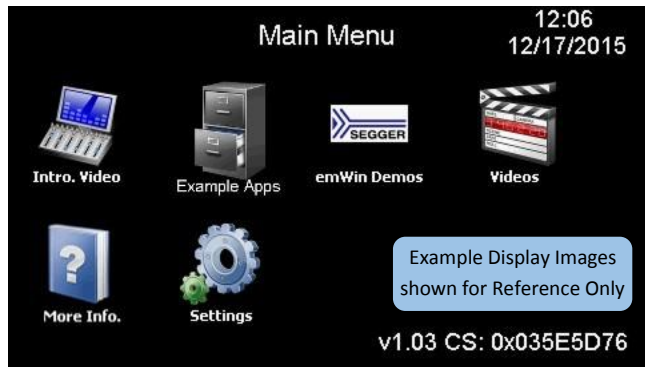 Main Menu
12:06
12/17/2015
SEGGER
Intro. Video
Example Apps
emWin Demos
Videos
?
More Info.
Settings
Example Display Images
shown for Reference Only
v1.03 CS: 0x035E5D76